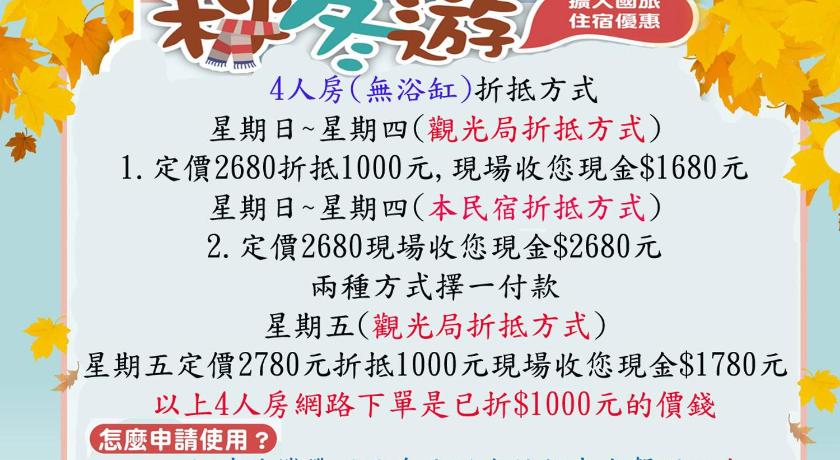 秋冬遊
擴大國旅
住宿優惠
4人房(無浴缸)折抵方式
星期日~星期四(觀光局折抵方式)
1.定價2680折抵1000元,現場收您現金$1680元
星期日~星期四(本民宿折抵方式)
2.定價2680現場收您現金$2680元
兩種方式擇一付款
星期五(觀光局折抵方式)
星期五定價2780元折抵1000元現場收您現金$1780元
以上4人房網路下單是已折$1000元的價錢
怎麼申請使用?